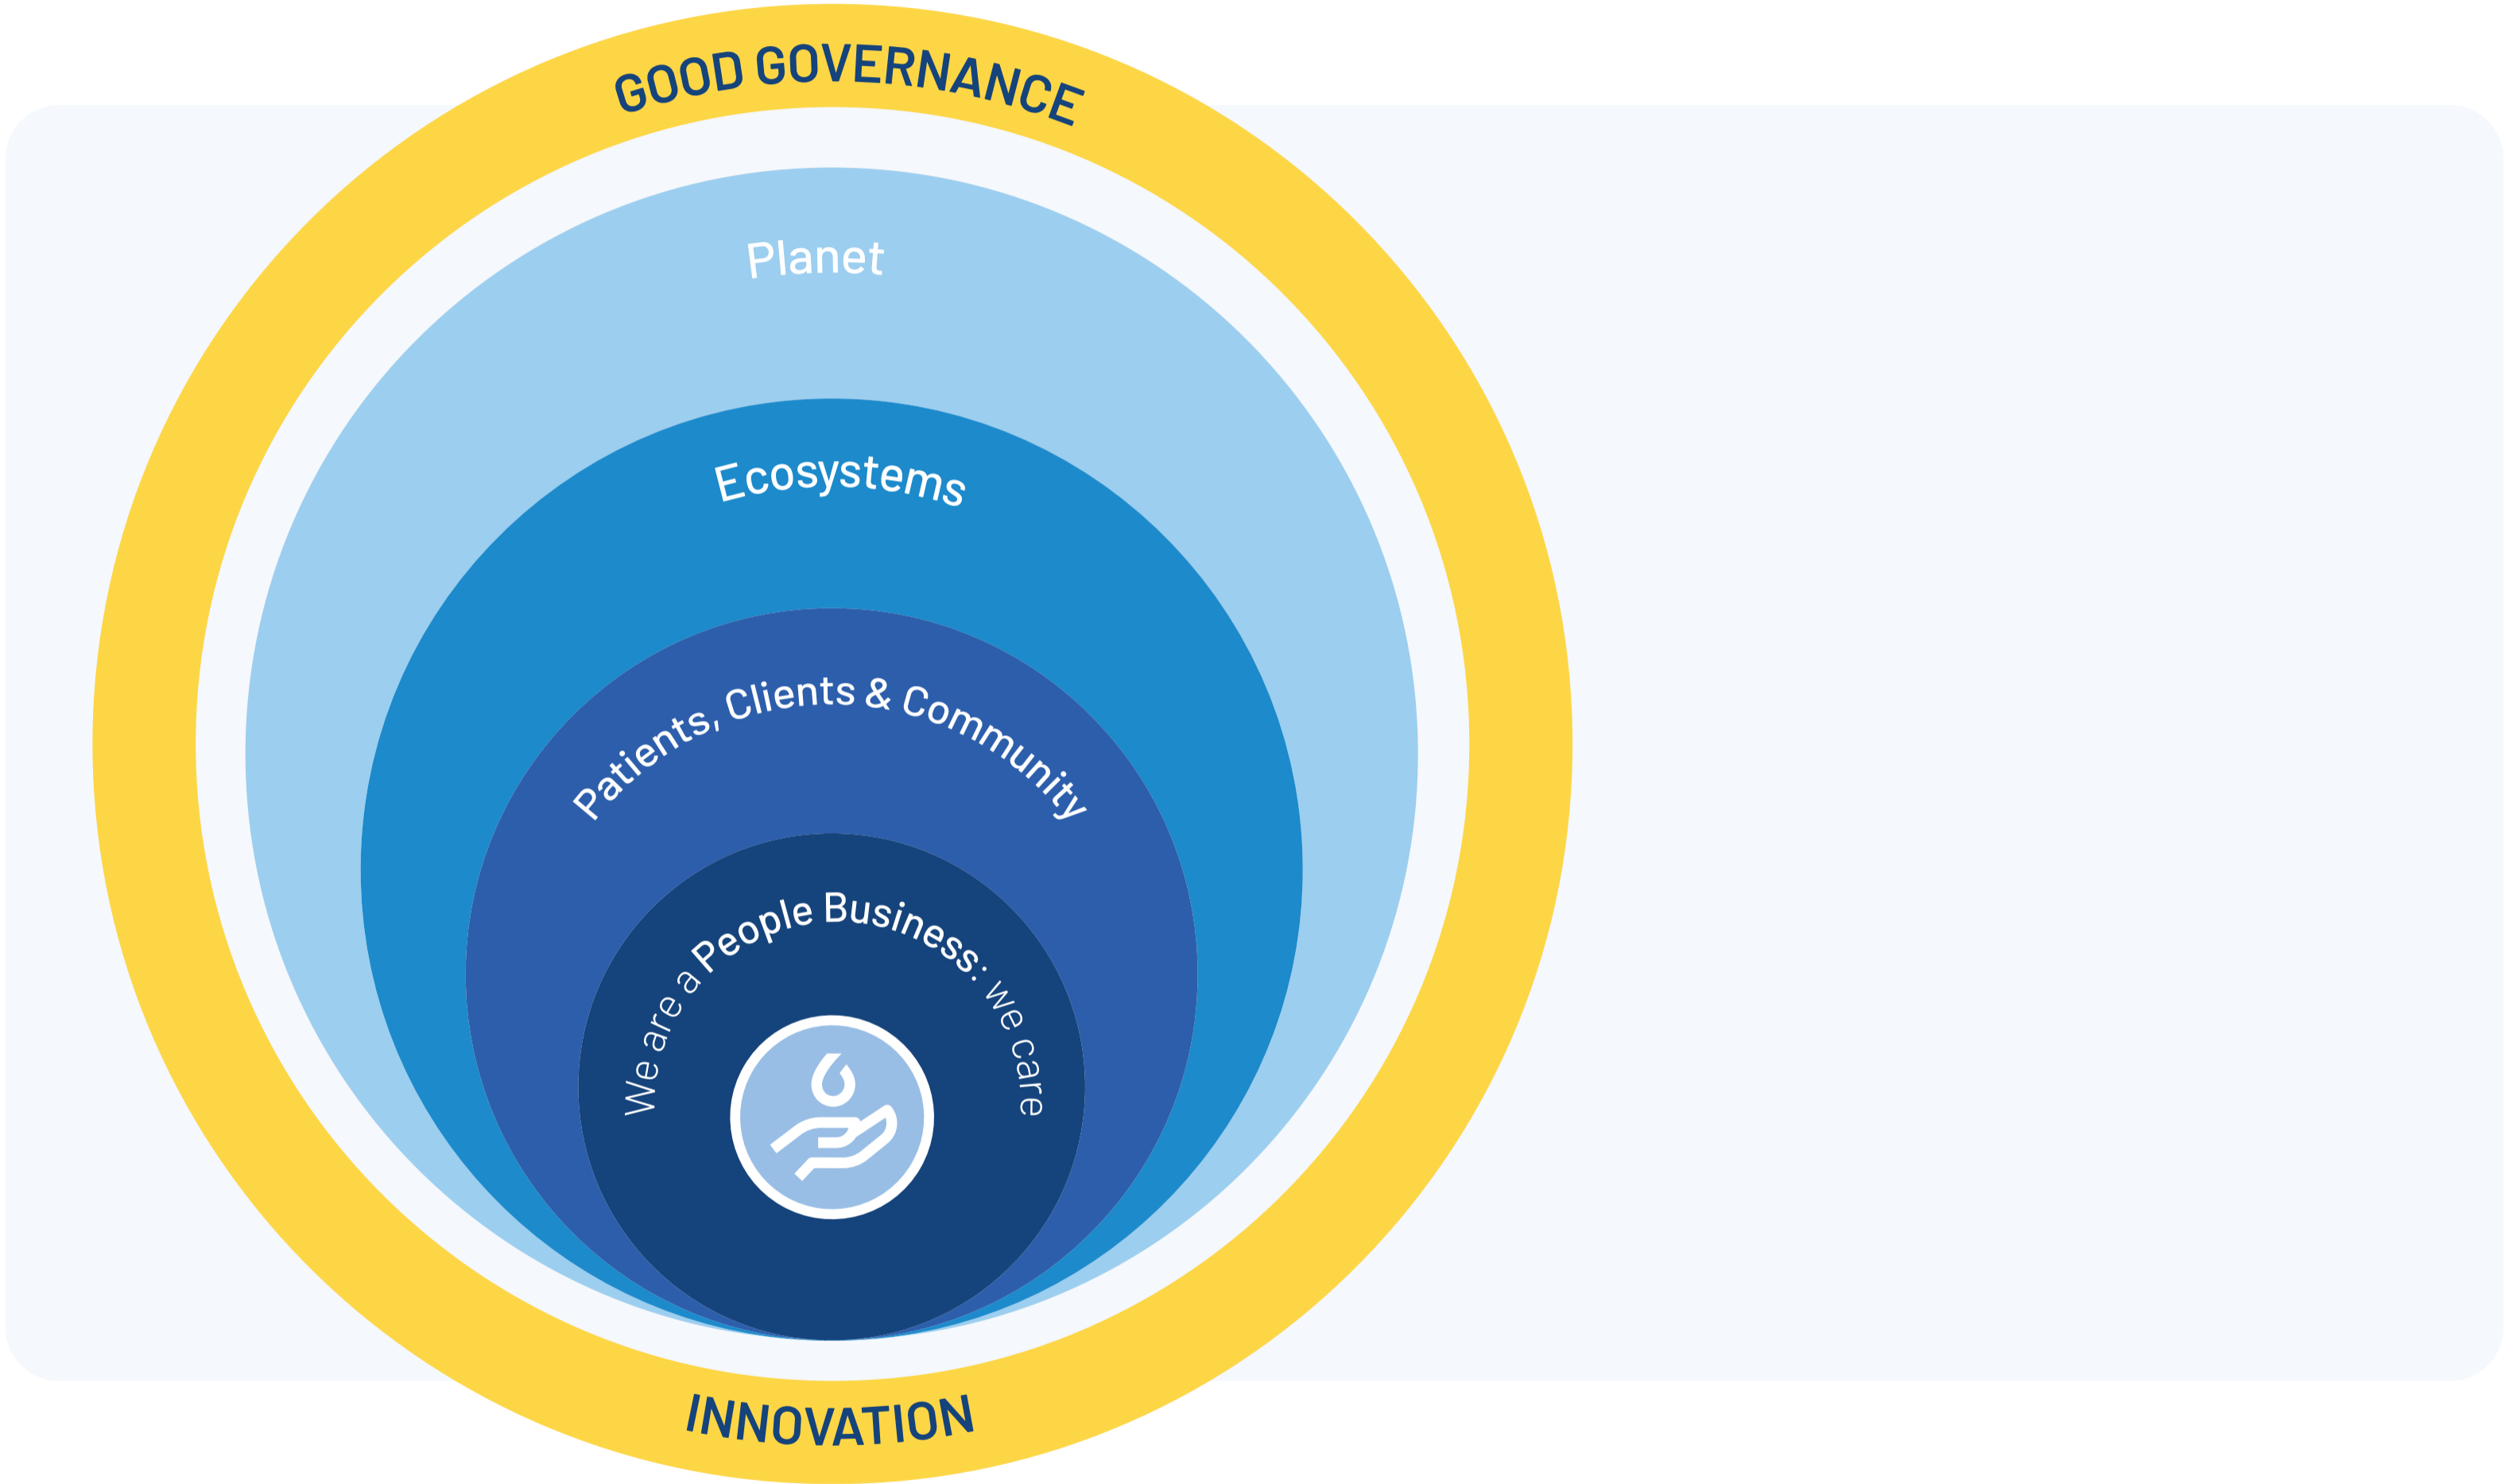 GOOD GOVERNANCE
Planet
Ecosystems
Patients, Clients & Community
We are a People Business: we care
INNOVATION